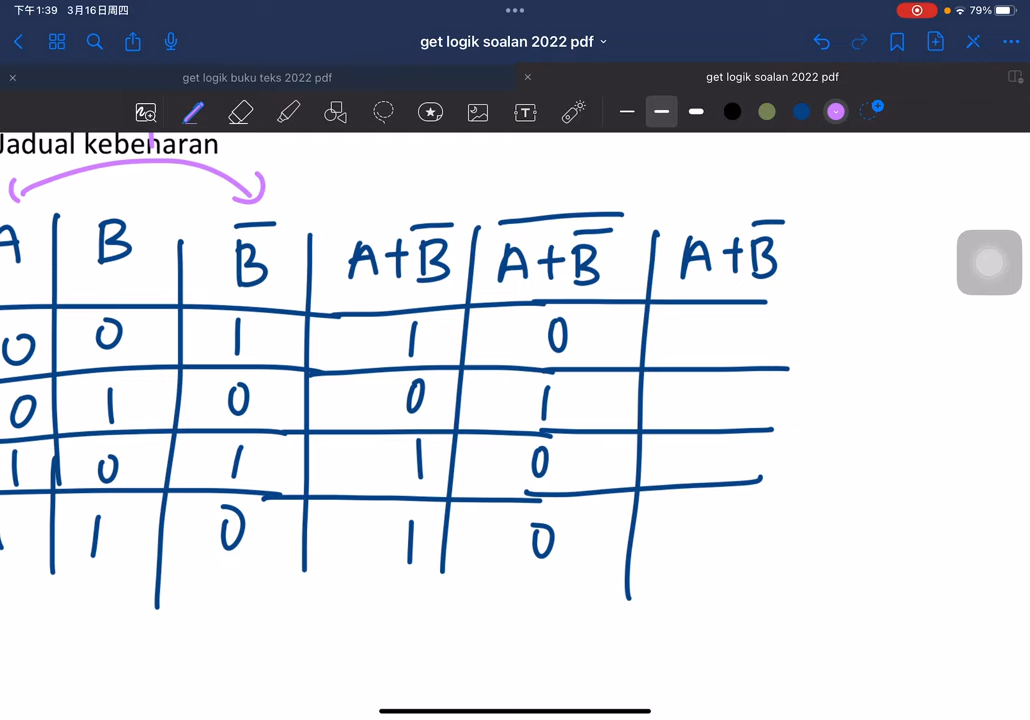 下午1:39 3月16日周四
79%
get logik soalan 2022 pdf
get logik buku teks 2022 pdf
get logik soalan 2022 pdf
Jadual kebenaran
A B B̅ A+B̅ \overline{A+B̅} A+B̅
0 0 1 1 0
0 1 0 0 1
1 0 1 1 0
1 1 0 1 0